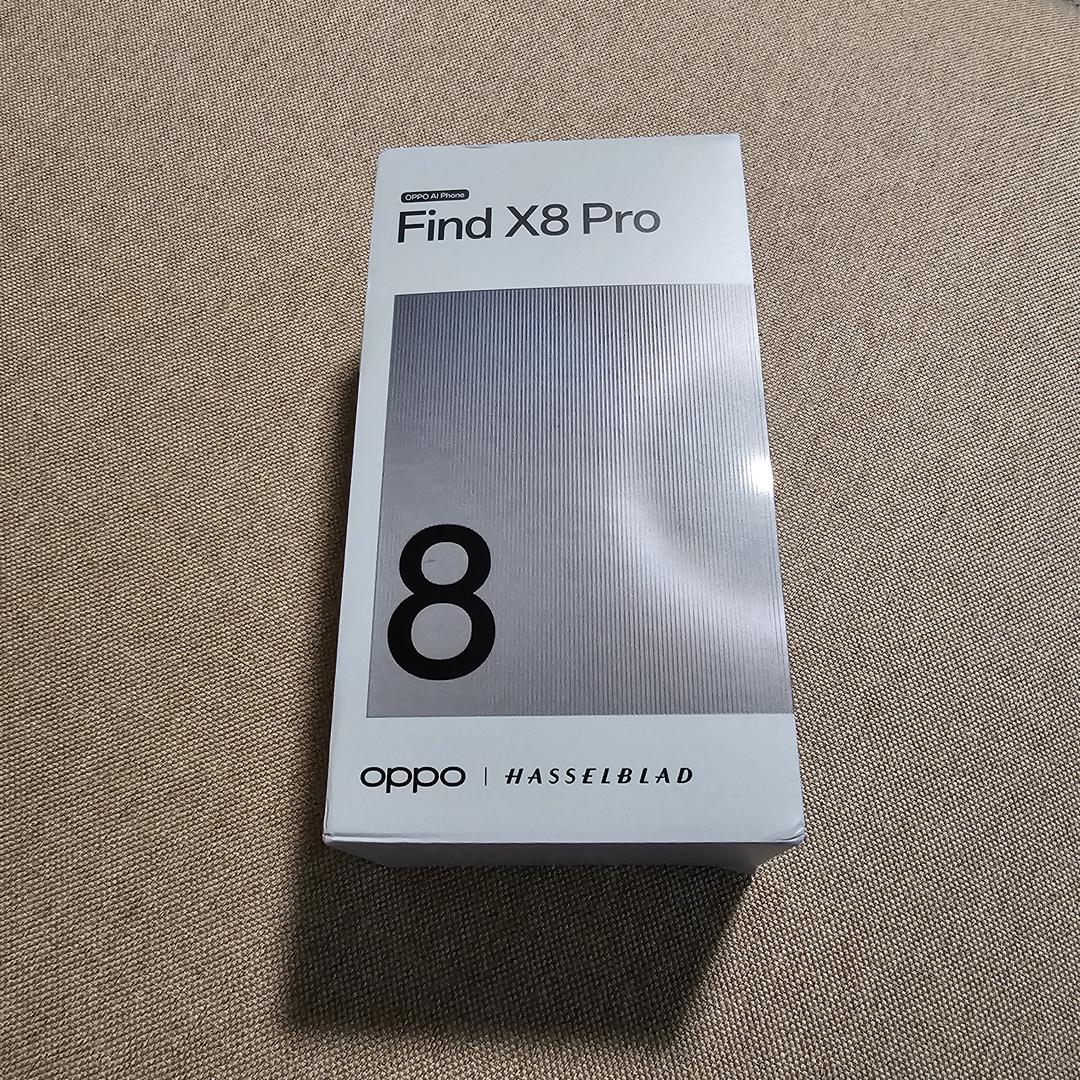 OPPO AI Phone
Find X8 Pro
8
oppo | HASSELBLAD